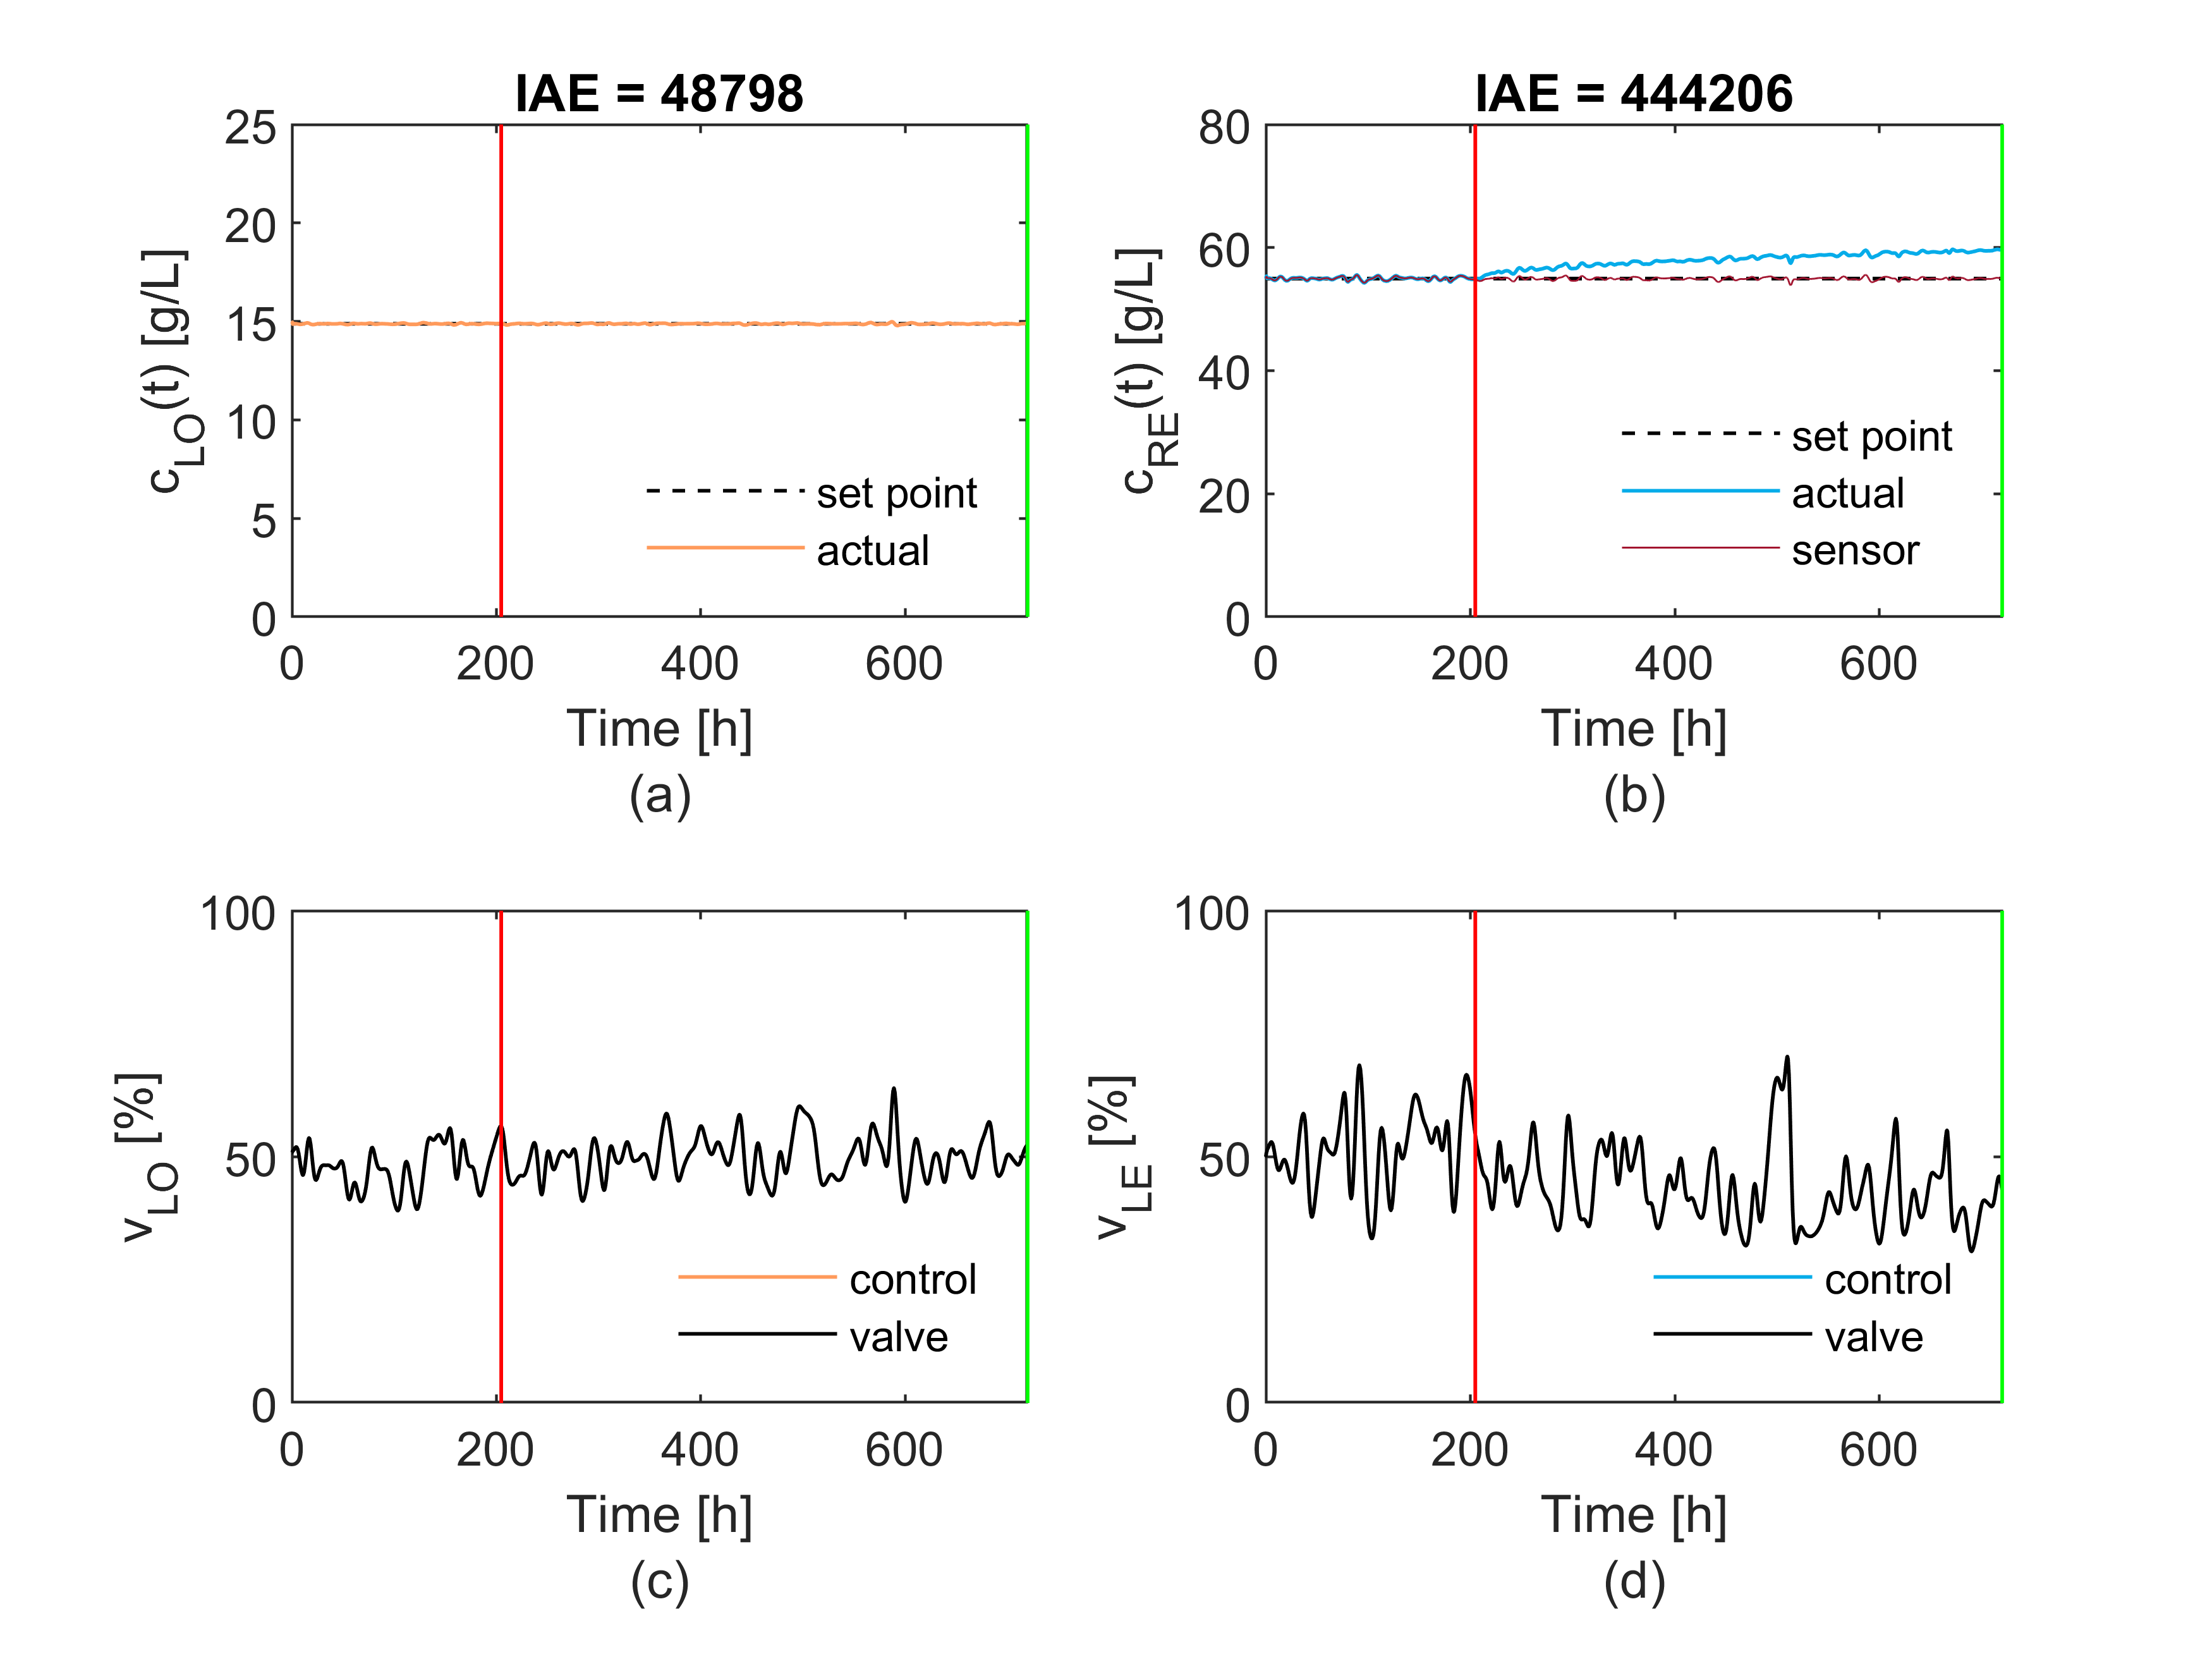 IAE = 48798
25
20
15
10
5
0
c_LO(t) [g/L]
set point
actual
0 200 400 600
Time [h]
(a)
IAE = 444206
80
60
40
20
0
c_RE(t) [g/L]
set point
actual
sensor
0 200 400 600
Time [h]
(b)
100
50
0
v_LO [%]
control
valve
0 200 400 600
Time [h]
(c)
100
50
0
v_LE [%]
control
valve
0 200 400 600
Time [h]
(d)